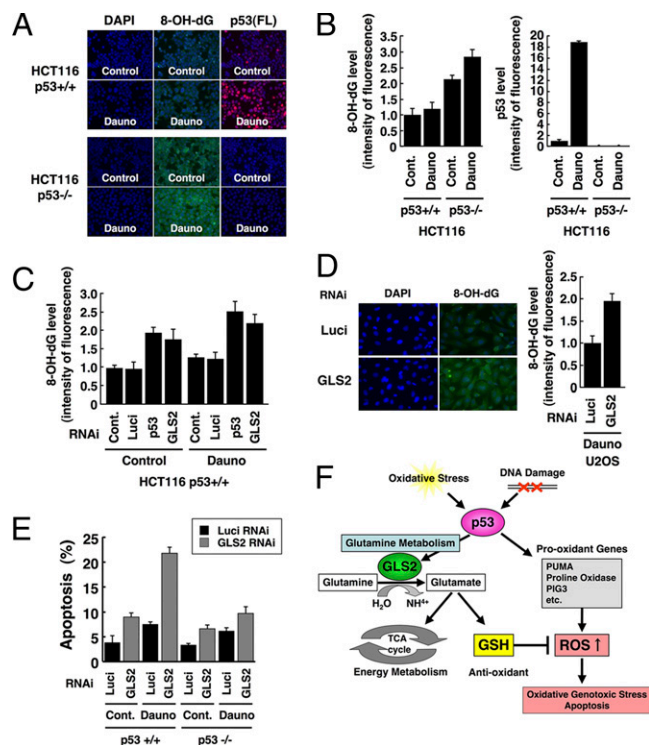 A
DAPI 8-OH-dG p53(FL)
HCT116
p53+/+
Control Control Control
Dauno Dauno Dauno
HCT116
p53-/-
Control Control Control
Dauno Dauno Dauno
B
8-OH-dG level
(intensity of fluorescence)
3.5
3.0
2.5
2.0
1.5
1.0
0.5
0
Cont. Dauno Cont. Dauno
p53+/+ p53-/-
HCT116
p53 level
(intensity of fluorescence)
20
18
16
14
12
10
8
6
4
2
0
Cont. Dauno Cont. Dauno
p53+/+ p53-/-
HCT116
C
8-OH-dG level
(intensity of fluorescence)
3.0
2.5
2.0
1.5
1.0
0.5
0
RNAi
Cont. Luci p53 GLS2 Cont. Luci p53 GLS2
Control Dauno
HCT116 p53+/+
D
RNAi DAPI 8-OH-dG
Luci
GLS2
8-OH-dG level
(intensity of fluorescence)
2.5
2.0
1.5
1.0
0.5
0
RNAi
Luci GLS2
Dauno
U2OS
E
Apoptosis (%)
25
20
15
10
5
0
Luci RNAi
GLS2 RNAi
RNAi
Luci GLS2 Luci GLS2 Luci GLS2 Luci GLS2
Cont. Dauno Cont. Dauno
p53 +/+ p53 -/-
F
Oxidative Stress
DNA Damage
p53
Glutamine Metabolism
GLS2
Glutamine
Glutamate
H2O NH4+
Pro-oxidant Genes
PUMA
Proline Oxidase
PIG3
etc.
TCA
cycle
Energy Metabolism
GSH
Anti-oxidant
ROS ↑
Oxidative Genotoxic Stress
Apoptosis